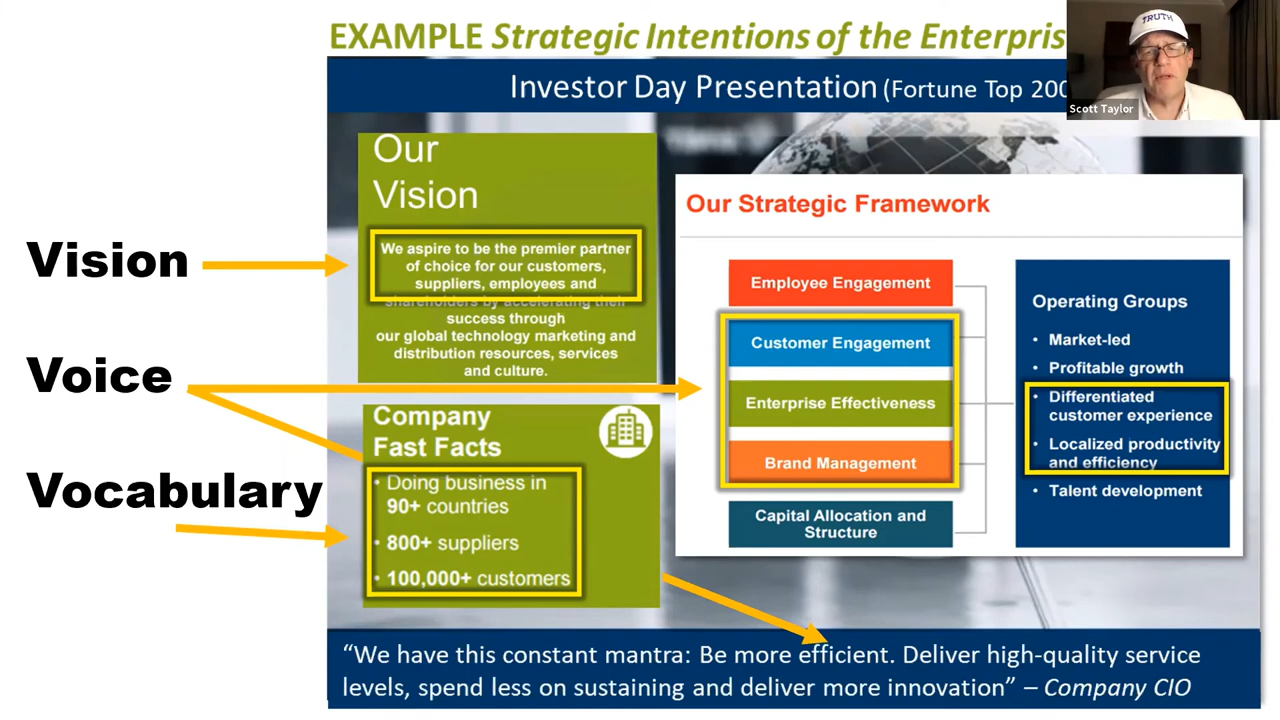 EXAMPLE Strategic Intentions of the Enterpris
Investor Day Presentation (Fortune Top 200
TRUTH
Scott Taylor
Our
Vision
We aspire to be the premier partner
of choice for our customers,
suppliers, employees and
shareholders by accelerating their
success through
our global technology marketing and
distribution resources, services
and culture.
Company
Fast Facts
• Doing business in
90+ countries
• 800+ suppliers
• 100,000+ customers
Our Strategic Framework
Employee Engagement
Customer Engagement
Enterprise Effectiveness
Brand Management
Capital Allocation and
Structure
Operating Groups
• Market-led
• Profitable growth
• Differentiated
customer experience
• Localized productivity
and efficiency
• Talent development
Vision
Voice
Vocabulary
“We have this constant mantra: Be more efficient. Deliver high-quality service
levels, spend less on sustaining and deliver more innovation” – Company CIO